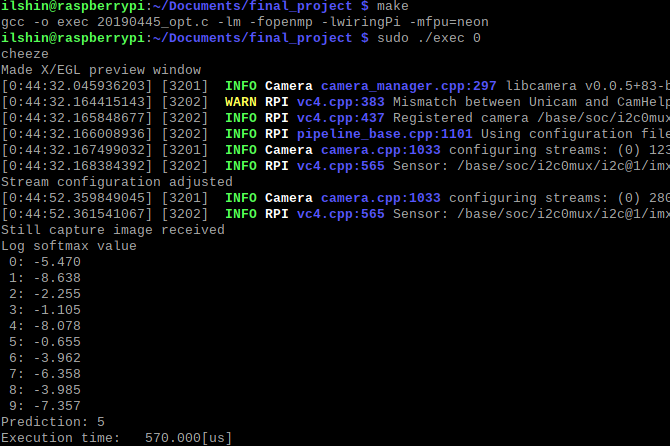 ilshin@raspberrypi:~/Documents/final_project $ make
gcc -o exec 20190445_opt.c -lm -fopenmp -lwiringPi -mfpu=neon
ilshin@raspberrypi:~/Documents/final_project $ sudo ./exec 0
cheeze
Made X/EGL preview window
[0:44:32.045936203] [3201]  INFO Camera camera_manager.cpp:297 libcamera v0.0.5+83-b
[0:44:32.164415143] [3202]  WARN RPI vc4.cpp:383 Mismatch between Unicam and CamHelp
[0:44:32.165848677] [3202]  INFO RPI vc4.cpp:437 Registered camera /base/soc/i2c0mux
[0:44:32.166008936] [3202]  INFO RPI pipeline_base.cpp:1101 Using configuration file
[0:44:32.167499032] [3201]  INFO Camera camera.cpp:1033 configuring streams: (0) 123
[0:44:32.168384392] [3202]  INFO RPI vc4.cpp:565 Sensor: /base/soc/i2c0mux/i2c@1/imx
Stream configuration adjusted
[0:44:52.359849045] [3201]  INFO Camera camera.cpp:1033 configuring streams: (0) 280
[0:44:52.361541067] [3202]  INFO RPI vc4.cpp:565 Sensor: /base/soc/i2c0mux/i2c@1/imx
Still capture image received
Log softmax value
0: -5.470
1: -8.638
2: -2.255
3: -1.105
4: -8.078
5: -0.655
6: -3.962
7: -6.358
8: -3.985
9: -7.357
Prediction: 5
Execution time:   570.000[us]